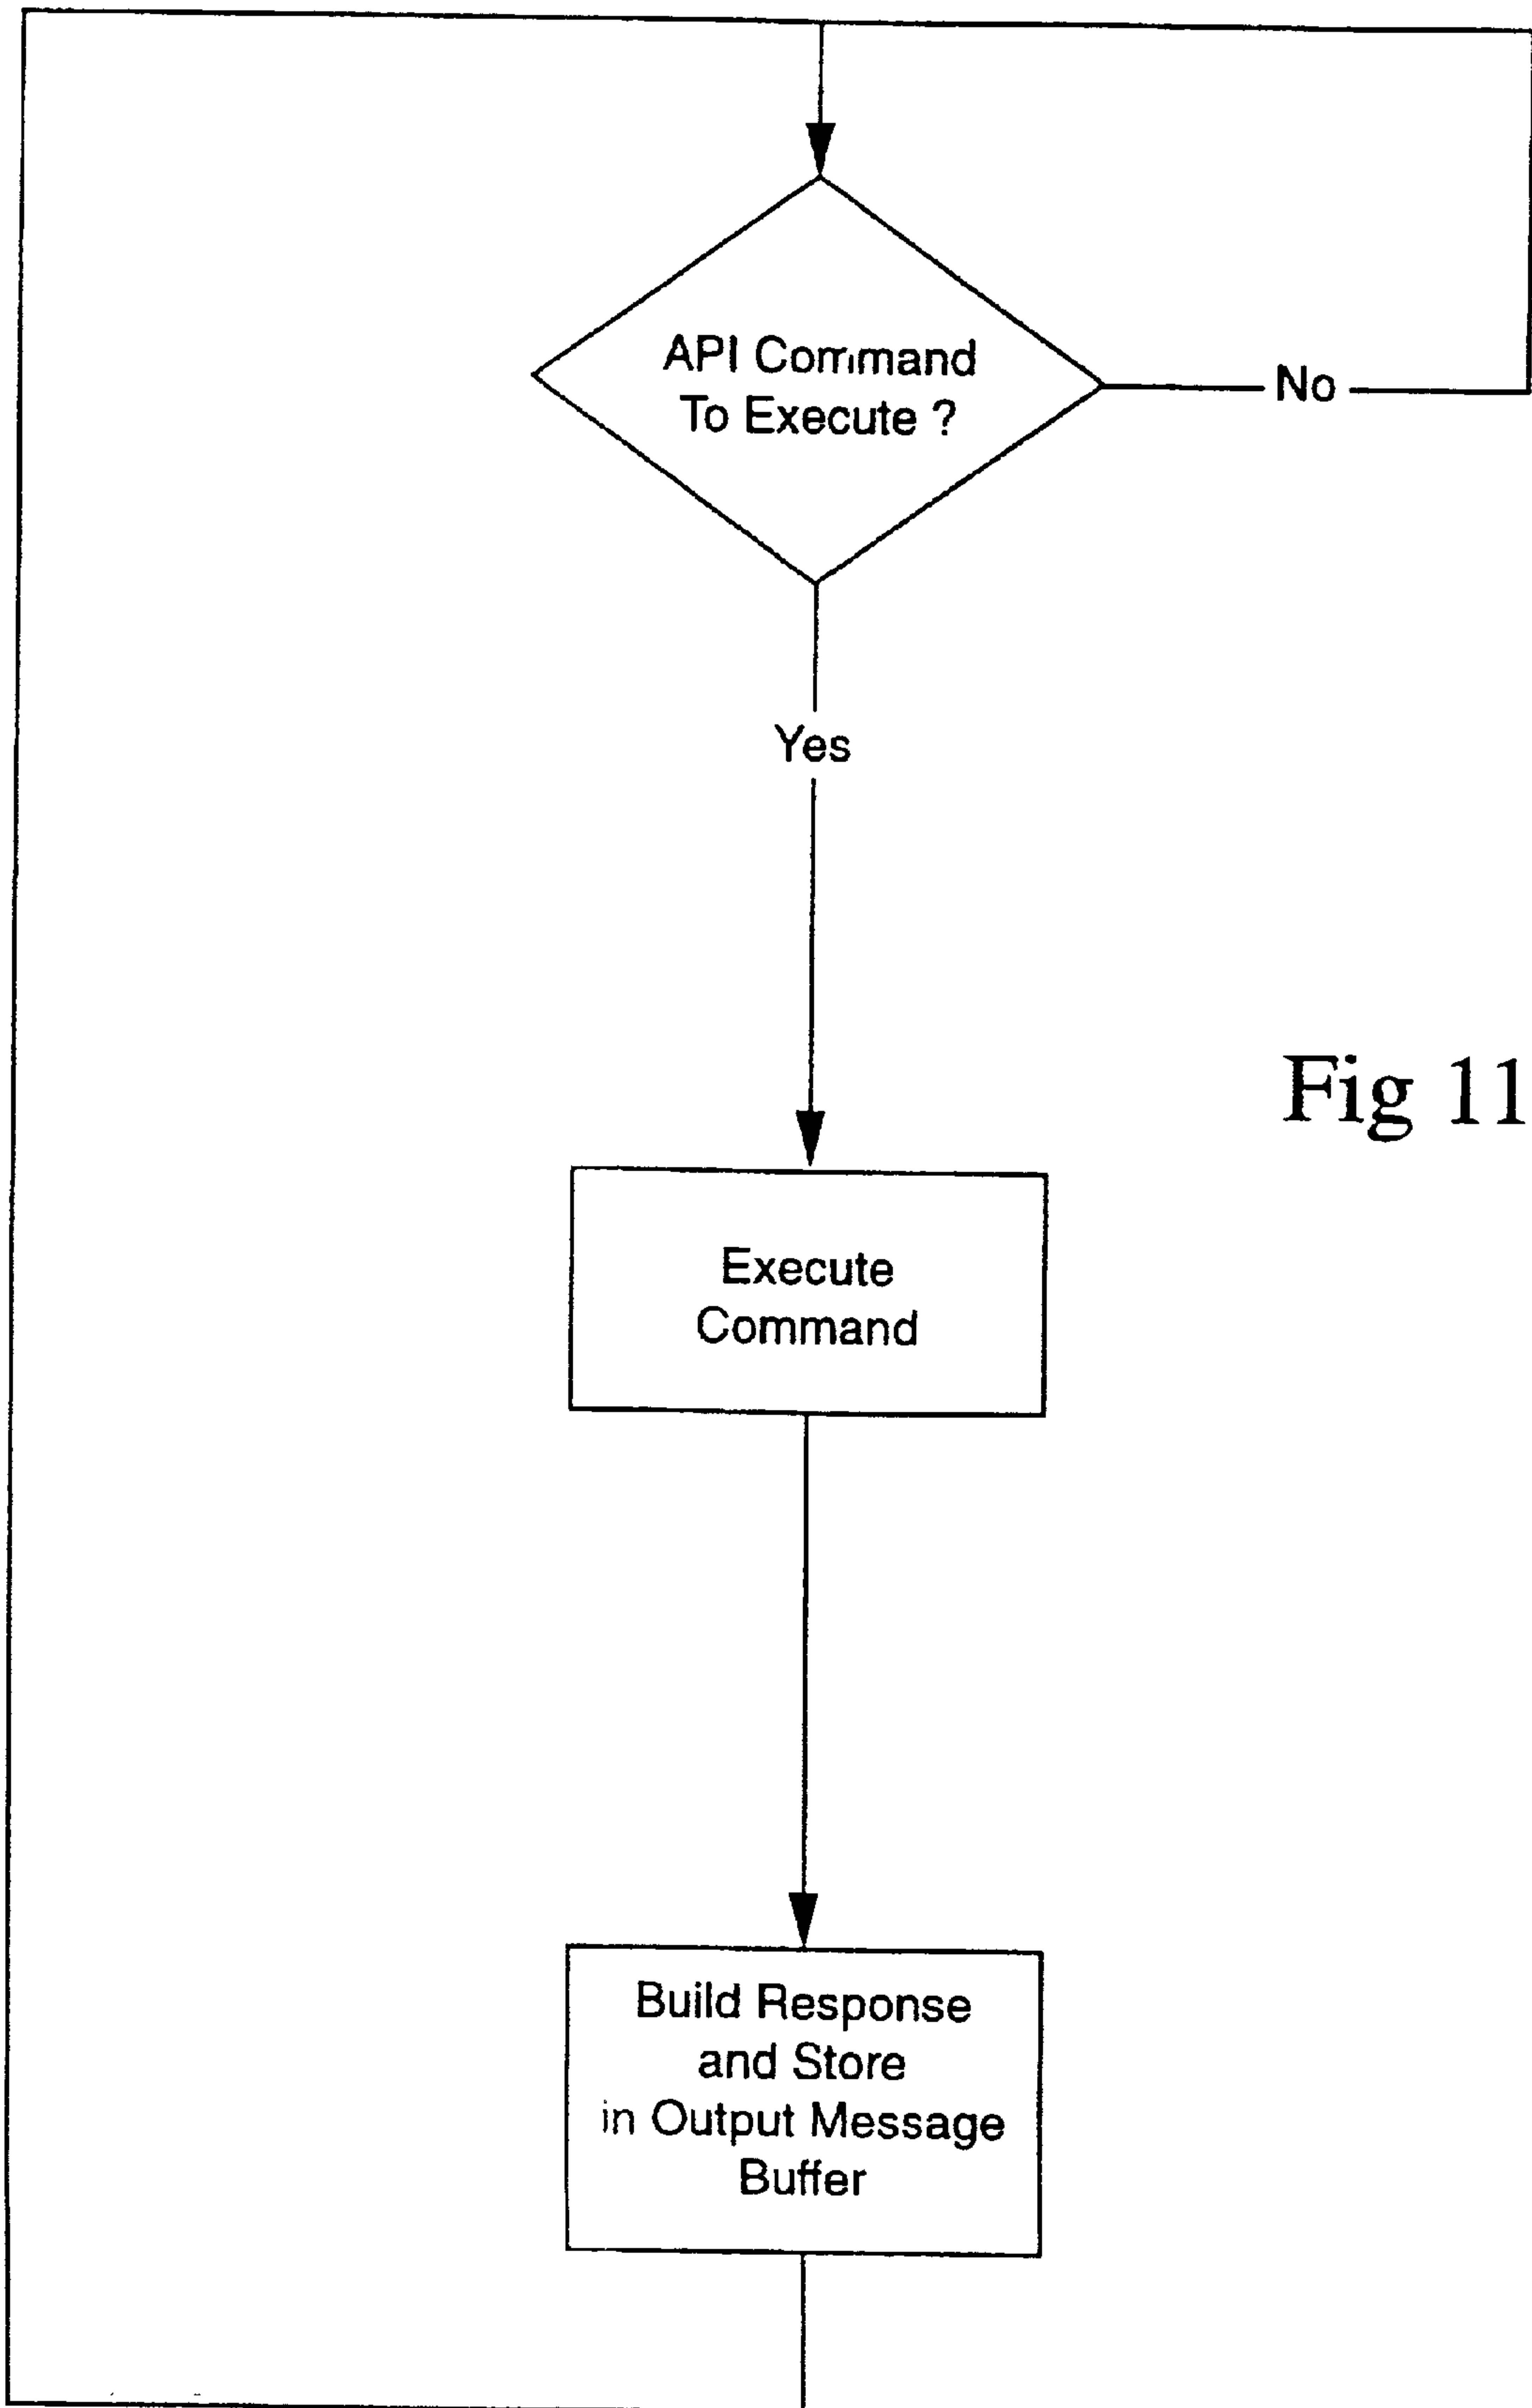 API Command
To Execute ?
No
Yes
Fig 11
Execute
Command
Build Response
and Store
in Output Message
Buffer